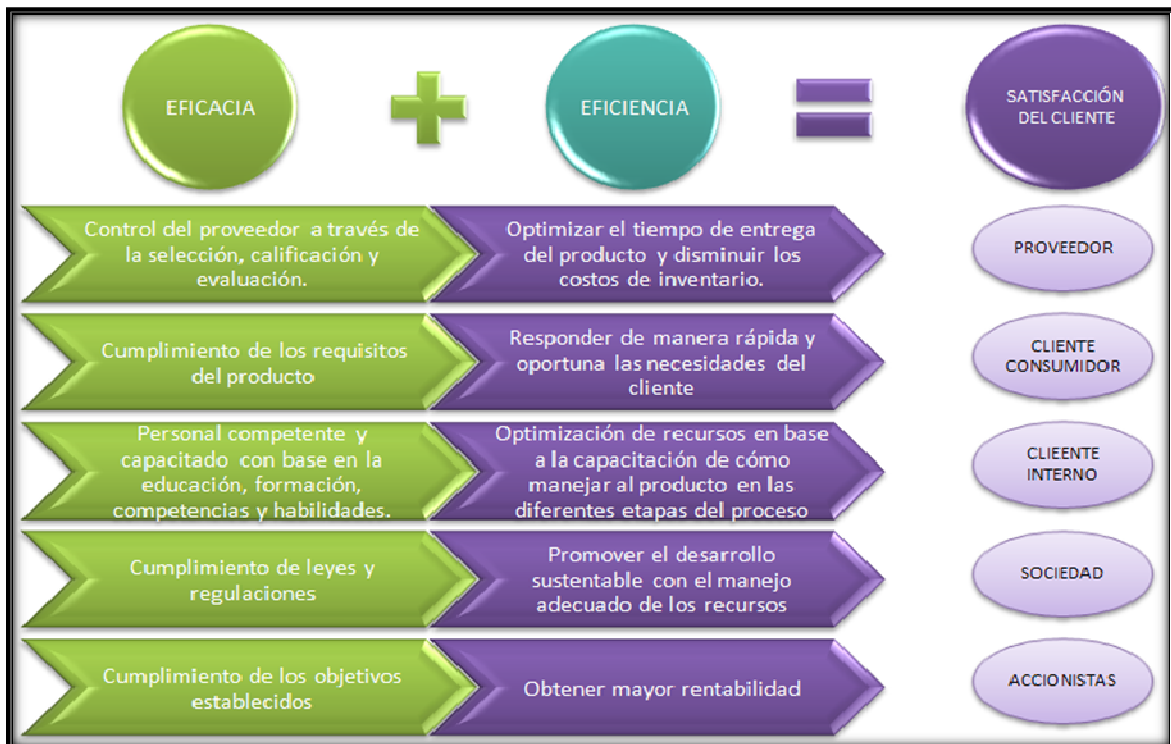 EFICACIA
EFICIENCIA
SATISFACCIÓN
DEL CLIENTE
Control del proveedor a través de
la selección, calificación y
evaluación.
Optimizar el tiempo de entrega
del producto y disminuir los
costos de inventario.
PROVEEDOR
Cumplimiento de los requisitos
del producto
Responder de manera rápida y
oportuna las necesidades del
cliente
CLIENTE
CONSUMIDOR
Personal competente y
capacitado con base en la
educación, formación,
competencias y habilidades.
Optimización de recursos en base
a la capacitación de cómo
manejar al producto en las
diferentes etapas del proceso
CLIEENTE
INTERNO
Cumplimiento de leyes y
regulaciones
Promover el desarrollo
sustentable con el manejo
adecuado de los recursos
SOCIEDAD
Cumplimiento de los objetivos
establecidos
Obtener mayor rentabilidad
ACCIONISTAS